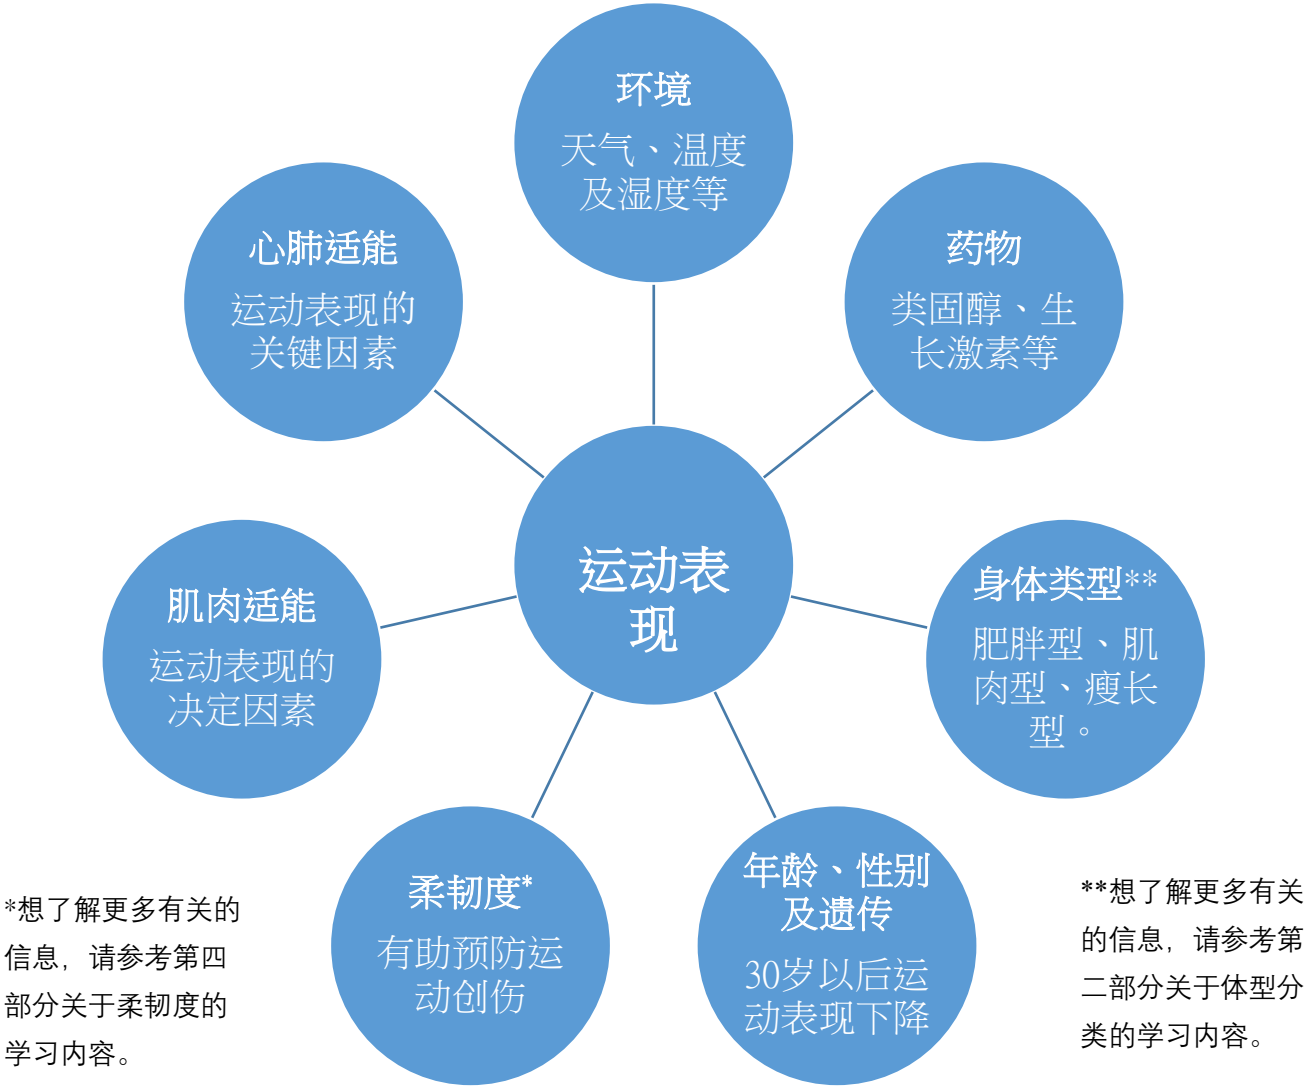 环境
天气、温度
及湿度等
心肺适能
运动表现的
关键因素
药物
类固醇、生
长激素等
运动表
现
肌肉适能
运动表现的
决定因素
身体类型**
肥胖型、肌
肉型、瘦长
型。
柔韧度*
有助预防运
动创伤
年龄、性别
及遗传
30岁以后运
动表现下降
*想了解更多有关的
信息，请参考第四
部分关于柔韧度的
学习内容。
**想了解更多有关
的信息，请参考第
二部分关于体型分
类的学习内容。